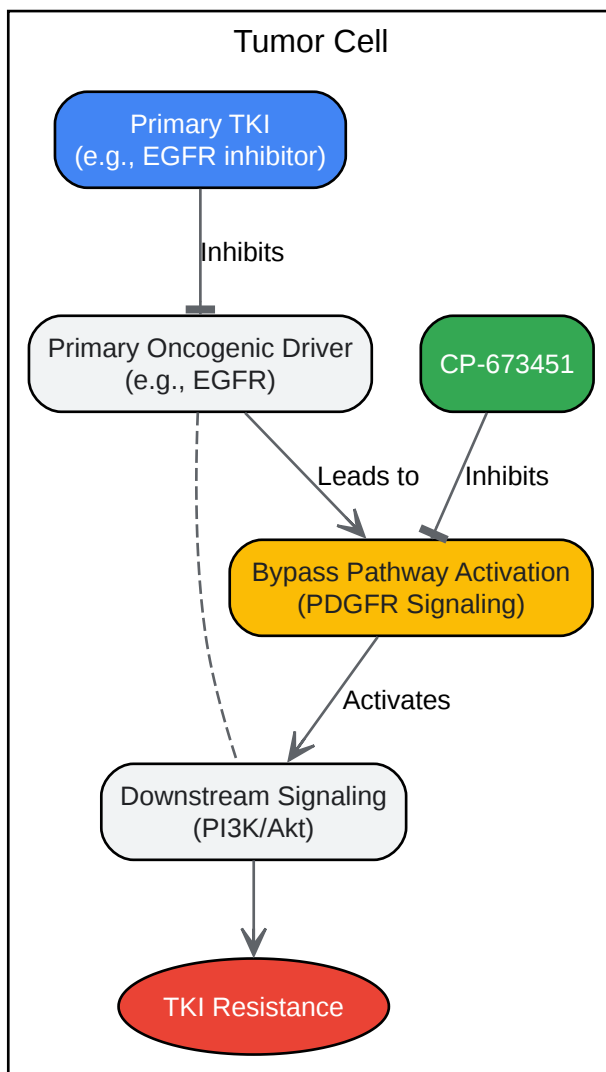 Tumor Cell
Primary TKI
(e.g., EGFR inhibitor)
Inhibits
Primary Oncogenic Driver
(e.g., EGFR)
CP-673451
Leads to
Inhibits
Bypass Pathway Activation
(PDGFR Signaling)
Activates
Downstream Signaling
(PI3K/Akt)
TKI Resistance